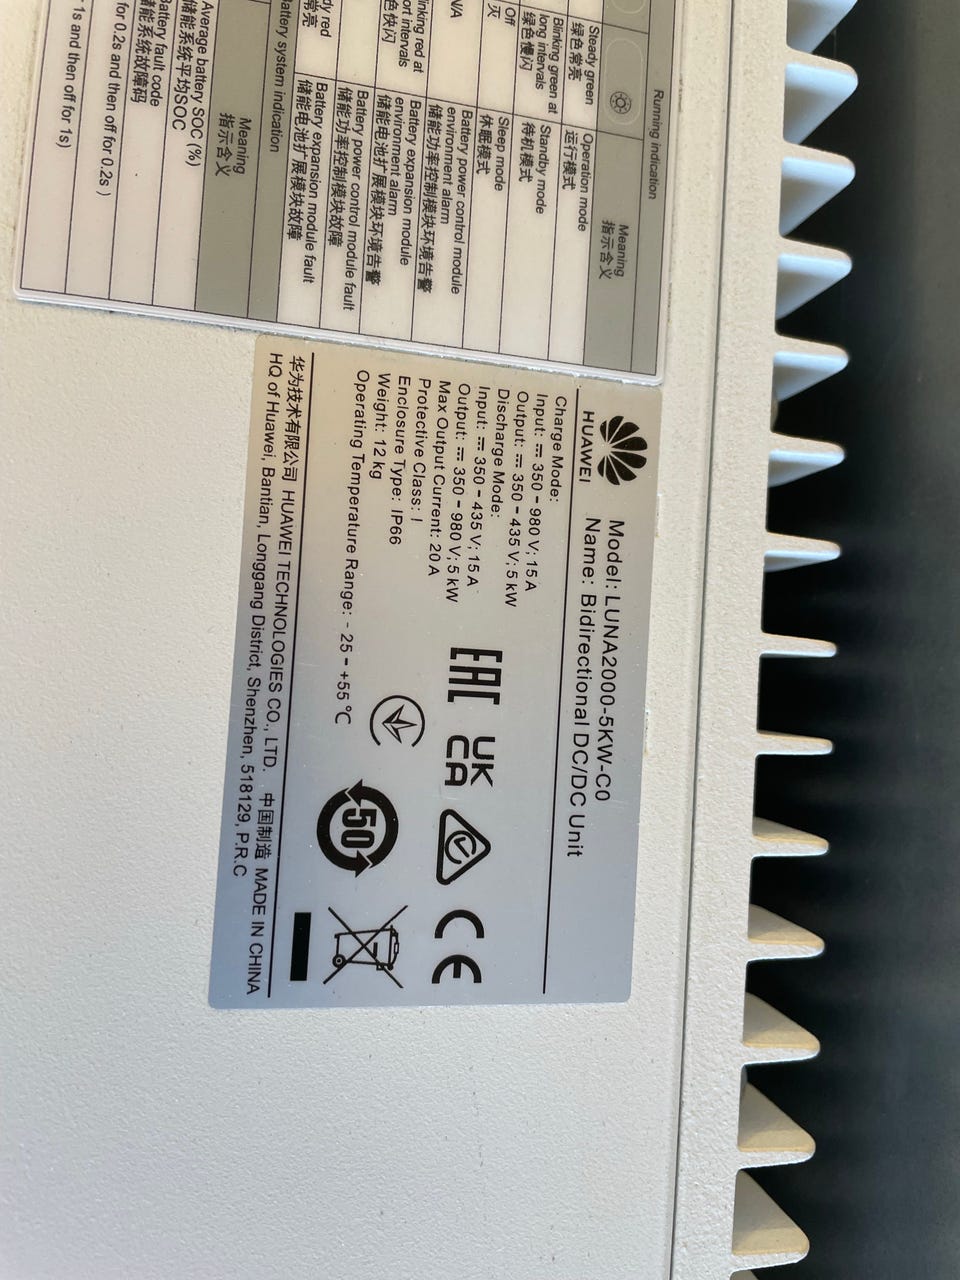 Running indication
Meaning
指示含义
Steady green
绿色常亮
Operation mode
运行模式
Blinking green at
long intervals
绿色慢闪
Standby mode
待机模式
Off
灭
Sleep mode
休眠模式
N/A
Battery power control module
environment alarm
储能功率控制模块环境告警
red at
intervals
色快闪
Battery expansion module
environment alarm
储能电池扩展模块环境告警
Battery power control module fault
储能功率控制模块故障
red
常亮
Battery expansion module fault
储能电池扩展模块故障
system indication
Meaning
指示含义
Average battery SOC (%)
储能系统平均SOC
Battery fault code
储能系统故障码
for 0.2s and then off for 0.2s )
1s and then off for 1s)
HUAWEI
Model: LUNA2000-5KW-C0
Name: Bidirectional DC/DC Unit
Charge Mode:
Input: ⎓ 350 - 980 V; 15 A
Output: ⎓ 350 - 435 V; 5 kW
Discharge Mode:
Input: ⎓ 350 - 435 V; 15 A
Output: ⎓ 350 - 980 V; 5 kW
Max Output Current: 20 A
Protective Class: I
Enclosure Type: IP66
Weight: 12 kg
Operating Temperature Range: - 25 - +55 ℃
EAC
UK
CA
CE
50
华为技术有限公司 HUAWEI TECHNOLOGIES CO., LTD. 中国制造 MADE IN CHINA
HQ of Huawei, Bantian, Longgang District, Shenzhen, 518129, P.R.C